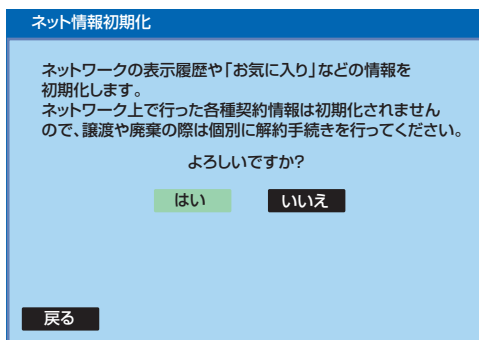 ネット情報初期化
ネットワークの表示履歴や「お気に入り」などの情報を
初期化します。
ネットワーク上で行った各種契約情報は初期化されません
ので、譲渡や廃棄の際は個別に解約手続きを行ってください。
よろしいですか?
はい いいえ
戻る